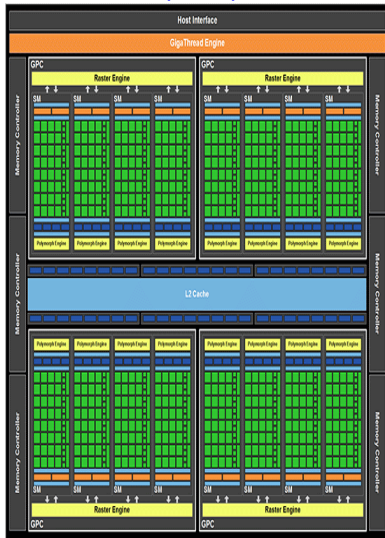 Host Interface
GigaThread Engine
GPC
GPC
Raster Engine
Raster Engine
SM
SM
SM
SM
SM
SM
SM
SM
Memory Controller
Memory Controller
Polymorph Engine
Polymorph Engine
Polymorph Engine
Polymorph Engine
Polymorph Engine
Polymorph Engine
Polymorph Engine
Polymorph Engine
Memory Controller
L2 Cache
Memory Controller
Polymorph Engine
Polymorph Engine
Polymorph Engine
Polymorph Engine
Polymorph Engine
Polymorph Engine
Polymorph Engine
Polymorph Engine
Memory Controller
Memory Controller
SM
SM
SM
SM
SM
SM
SM
SM
Raster Engine
Raster Engine
GPC
GPC